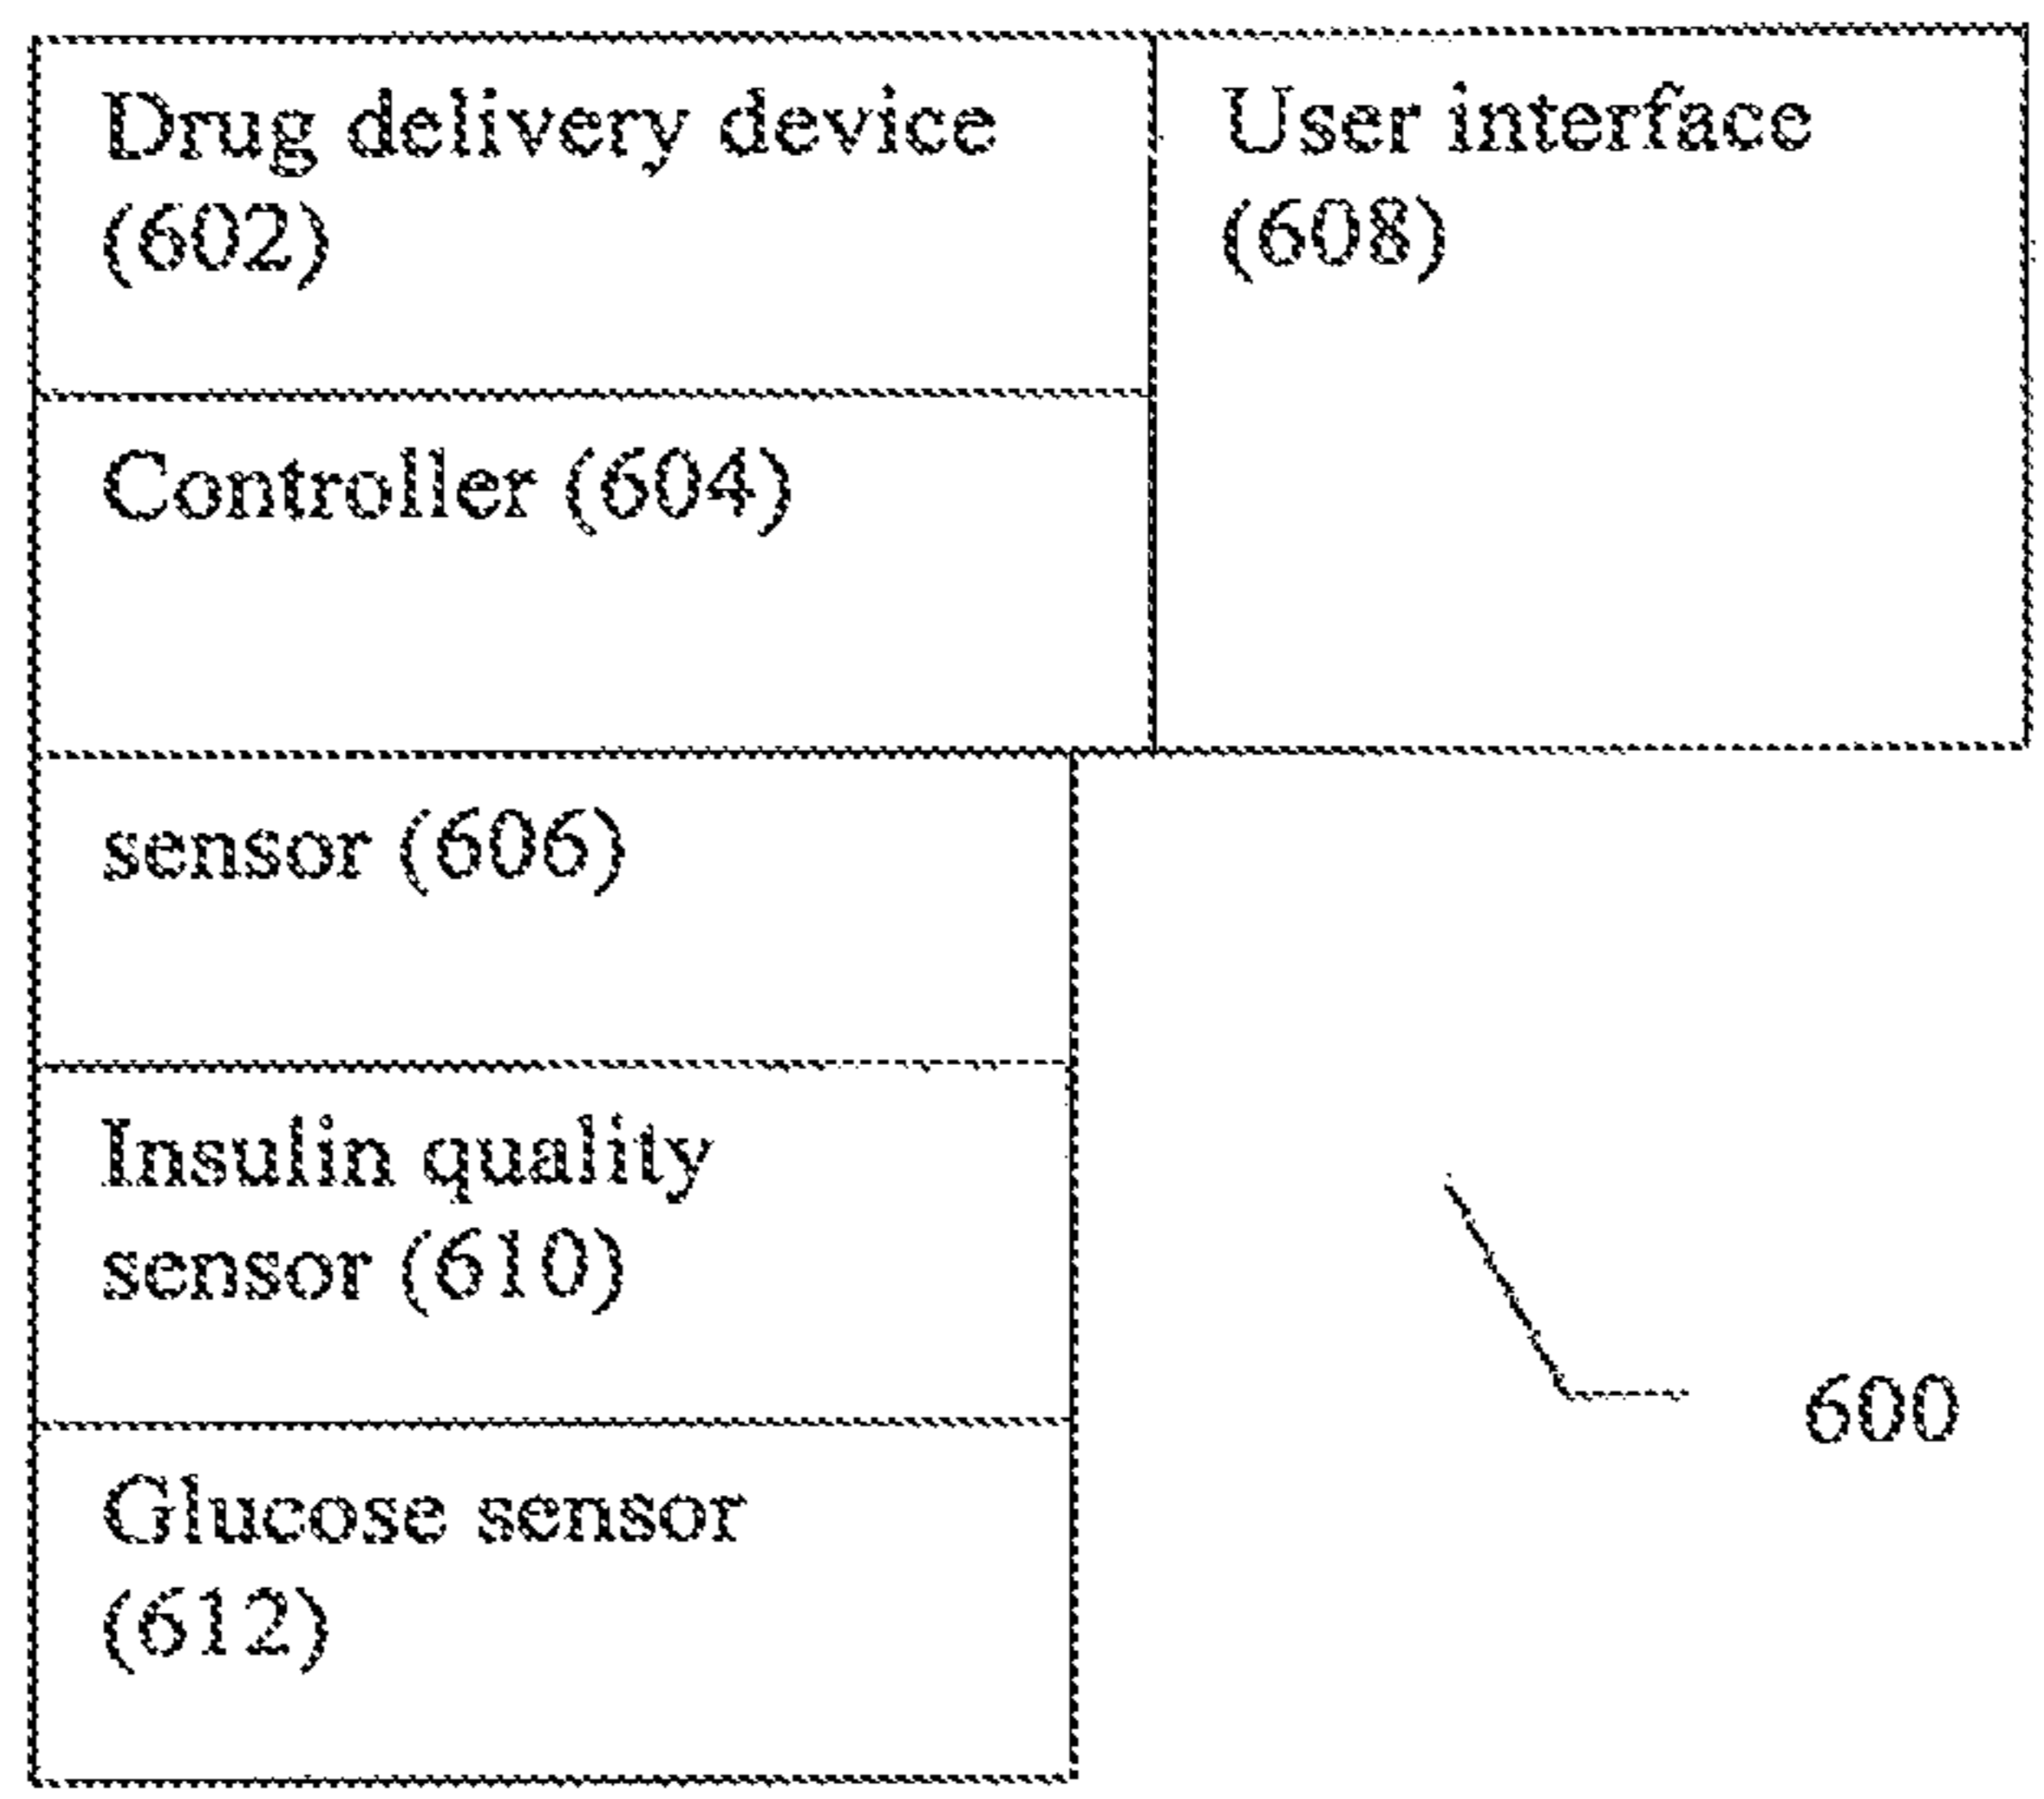 Drug delivery device
(602)
User interface
(608)
Controller (604)
sensor (606)
Insulin quality
sensor (610)
Glucose sensor
(612)
600